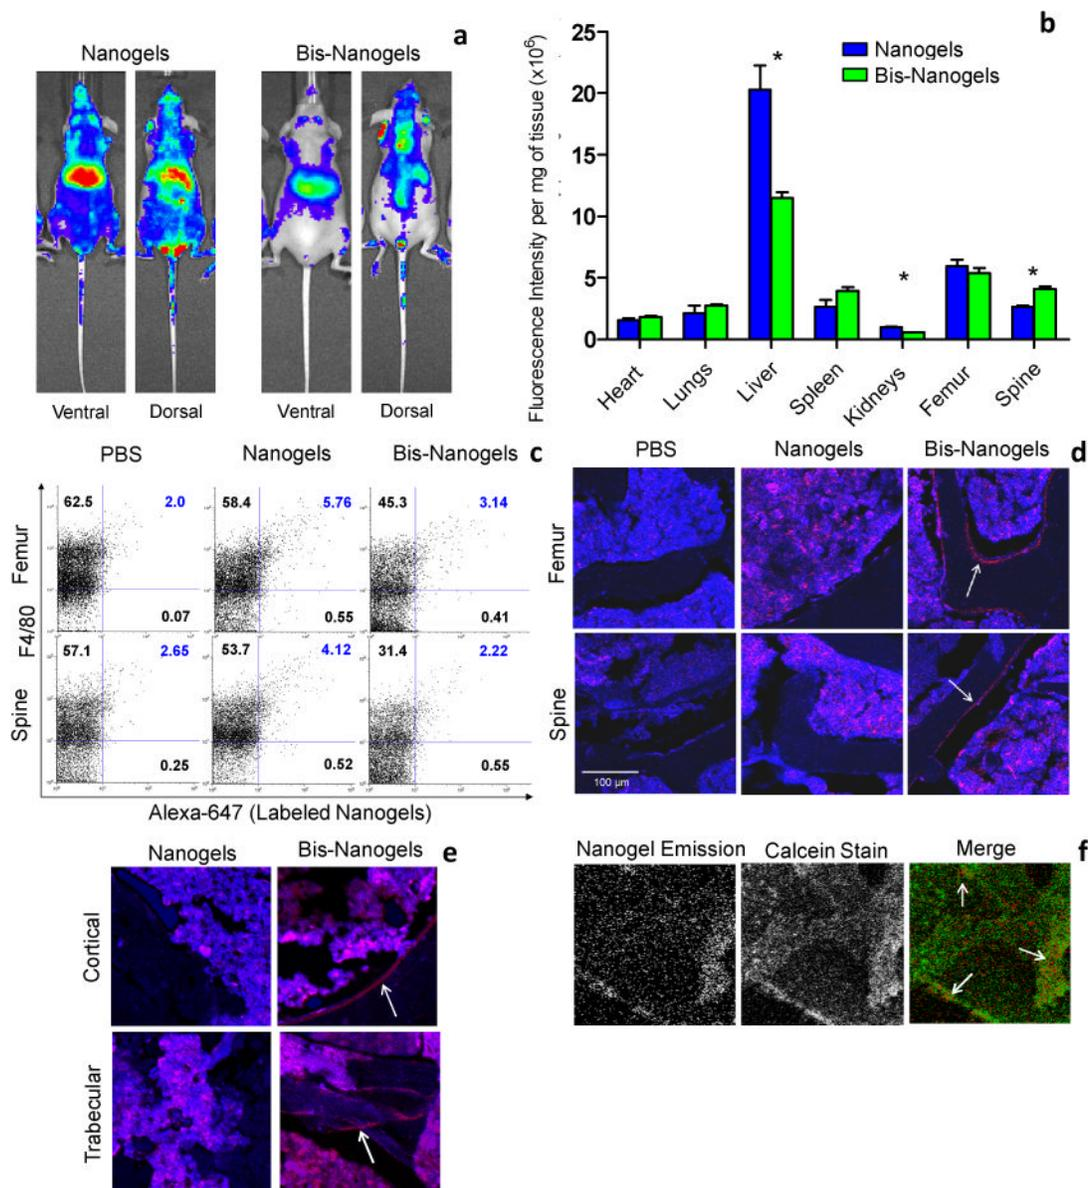 a
Nanogels
Bis-Nanogels
Ventral
Dorsal
Ventral
Dorsal
b
Fluorescence Intensity per mg of tissue (x10⁶)
25
20
15
10
5
0
Nanogels
Bis-Nanogels
*
*
*
Heart
Lungs
Liver
Spleen
Kidneys
Femur
Spine
c
PBS
Nanogels
Bis-Nanogels
F4/80
Femur
62.5
2.0
0.07
58.4
5.76
0.55
45.3
3.14
0.41
Spine
57.1
2.65
0.25
53.7
4.12
0.52
31.4
2.22
0.55
Alexa-647 (Labeled Nanogels)
d
PBS
Nanogels
Bis-Nanogels
Femur
Spine
100 µm
e
Nanogels
Bis-Nanogels
Cortical
Trabecular
f
Nanogel Emission
Calcein Stain
Merge